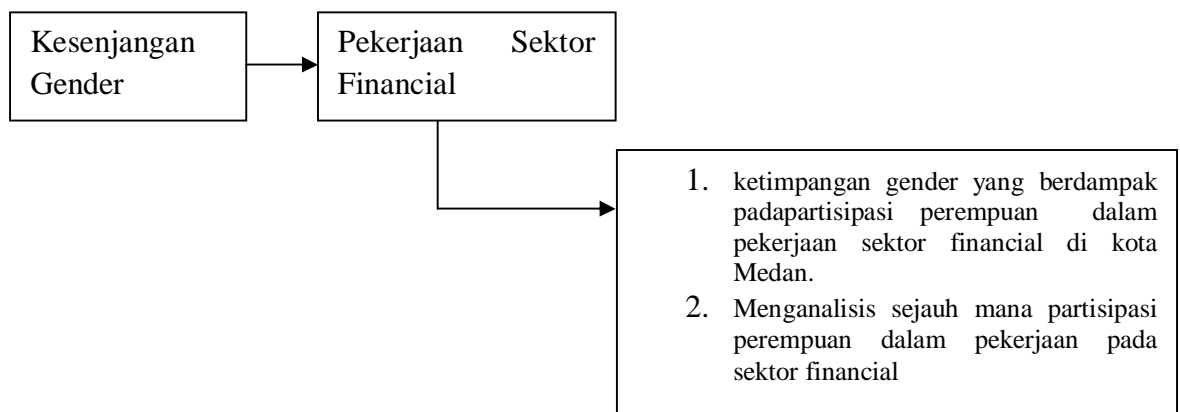 Kesenjangan
Gender
Pekerjaan Sektor
Financial
1. ketimpangan gender yang berdampak
padapartisipasi perempuan dalam
pekerjaan sektor financial di kota
Medan.
2. Menganalisis sejauh mana partisipasi
perempuan dalam pekerjaan pada
sektor financial